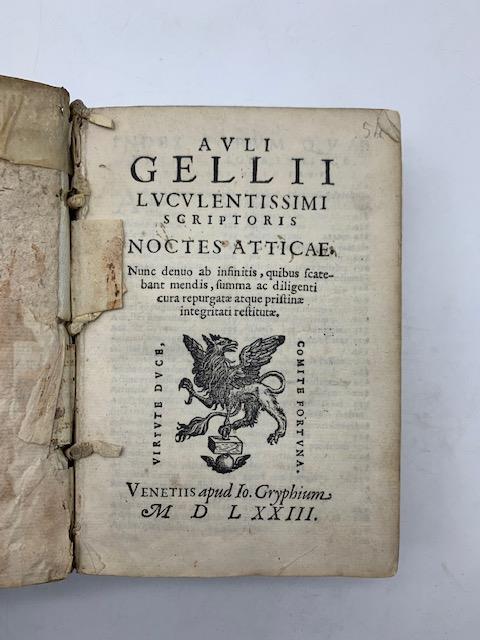 AVLI
GELLII
LVCVLENTISSIMI
SCRIPTORIS
NOCTES ATTICAE.
Nunc denuo ab infinitis, quibus ſcate-
bant mendis, ſumma ac diligenti
cura repurgatæ atque priſtinæ
integritati reſtitutæ.
VIRTVTE DVCE,
COMITE FORTVNA.
VENETIIS apud Io. Gryphium
M D LXXIII.